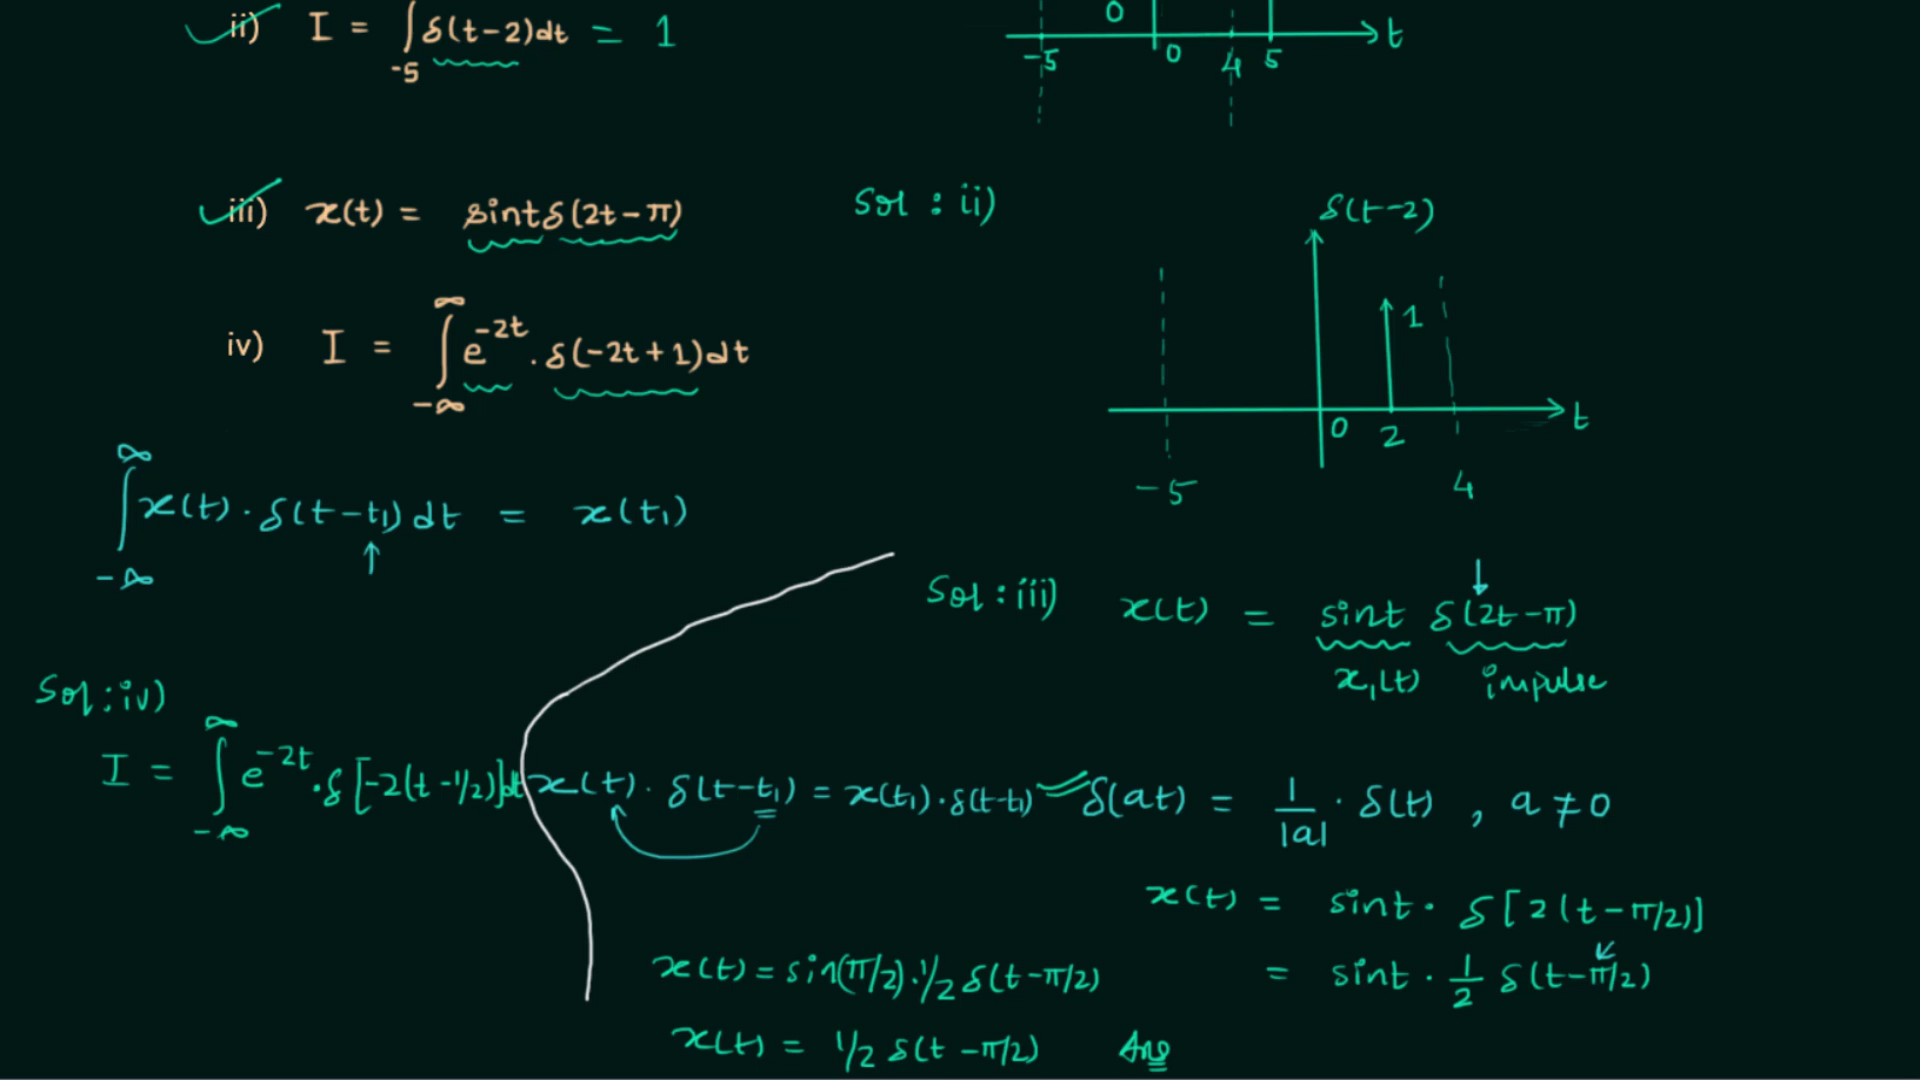 ii) I = ∫ δ(t-2)dt = 1
-5
0
-5 0 4 5 t
iii) x(t) = sint δ(2t-π)
Sol : ii)
δ(t-2)
1
0 2 t
-5 4
iv) I = ∫ e^{-2t} . δ(-2t+1)dt
∞
-∞
∞
∫ x(t) . δ(t-t₁) dt = x(t₁)
-∞
↑
Sol : iii) x(t) = sint δ(2t-π)
↓
x₁(t) impulse
Sol : iv)
∞
I = ∫ e^{-2t} . δ[-2(t-1/2)]dt
-∞
x(t) . δ(t-t₁) = x(t₁) . δ(t-t₁)
δ(at) = 1/|a| . δ(t) , a ≠ 0
x(t) = sint . δ[2(t-π/2)]
= sint . 1/2 δ(t-π/2)
x(t) = sin(π/2) . 1/2 δ(t-π/2)
x(t) = 1/2 δ(t-π/2) Ans